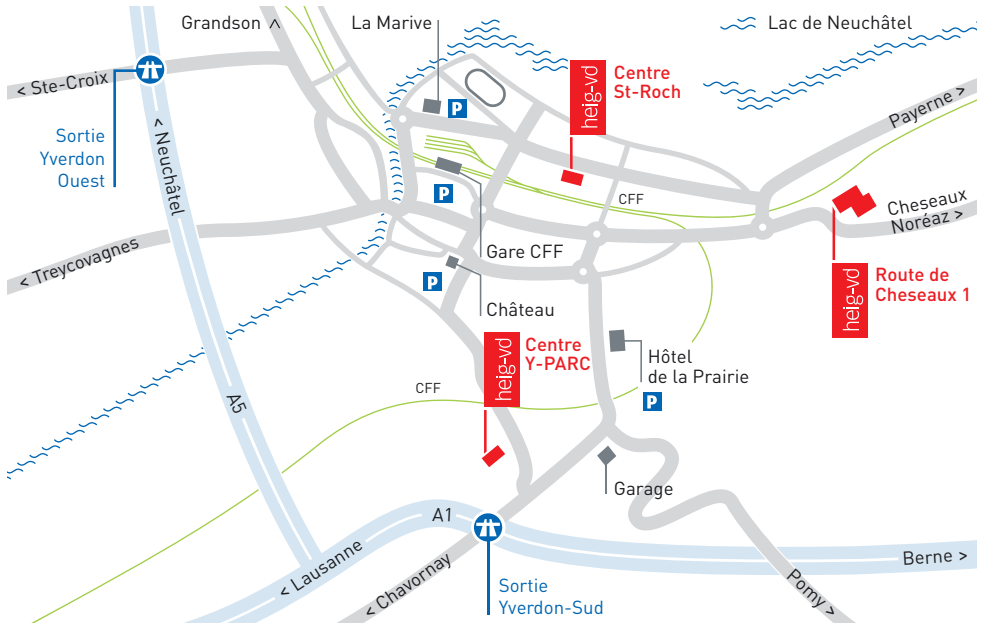 Grandson >
La Marive
Lac de Neuchâtel
< Ste-Croix
Sortie
Yverdon
Ouest
< Neuchâtel
P
heig-vd
Centre
St-Roch
Payerne >
CFF
P
Cheseaux
Noréaz >
< Treycovagnes
Gare CFF
P
Château
heig-vd
Route de
Cheseaux 1
heig-vd
Centre
Y-PARC
Hôtel
de la Prairie
P
CFF
A5
Garage
A1
< Lausanne
Berne >
< Chavornay
Sortie
Yverdon-Sud
Pomy >